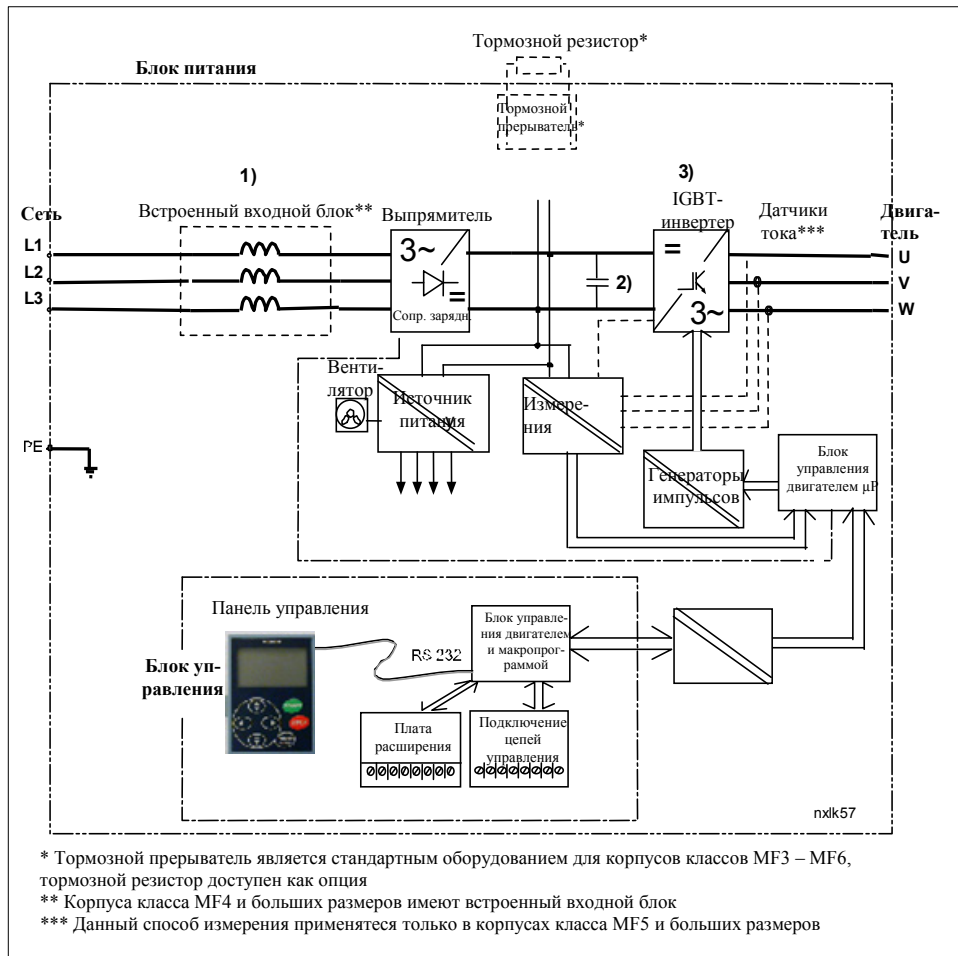 Тормозной резистор*
Блок питания
Тормозной
прерыватель*
1)
3)
Сеть
Встроенный входной блок**
Выпрямитель
IGBT-
инвертер
Датчики
тока***
Двига-
тель
L1
L2
L3
3~
=
Сопр. зарядн.
2)
=
3~
U
V
W
Венти-
лятор
Источник
питания
Измере-
ния
PE
Генераторы
импульсов
Блок
управления
двигателем µP
Панель управления
Блок уп-
равления
RS 232
Блок управле-
ния двигателем
и макропрог-
раммой
Плата
расширения
Подключение
цепей
управления
nxlk57
* Тормозной прерыватель является стандартным оборудованием для корпусов классов MF3 – MF6,
тормозной резистор доступен как опция
** Корпуса класса MF4 и больших размеров имеют встроенный входной блок
*** Данный способ измерения применятеся только в корпусах класса MF5 и больших размеров